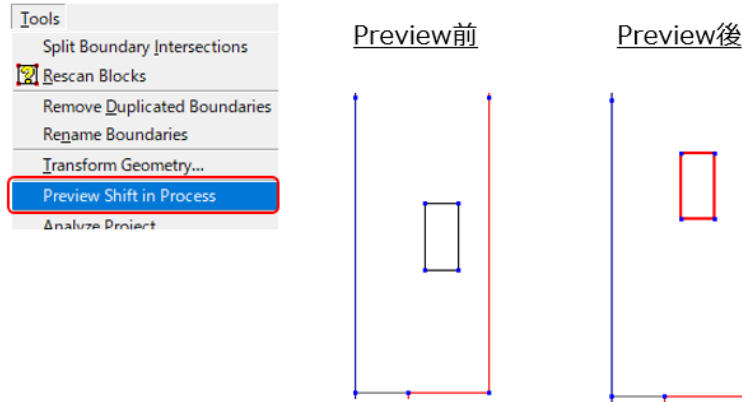 Tools
Split Boundary Intersections
Rescan Blocks
Remove Duplicated Boundaries
Rename Boundaries
Transform Geometry...
Preview Shift in Process
Analyze Project
Preview前
Preview後